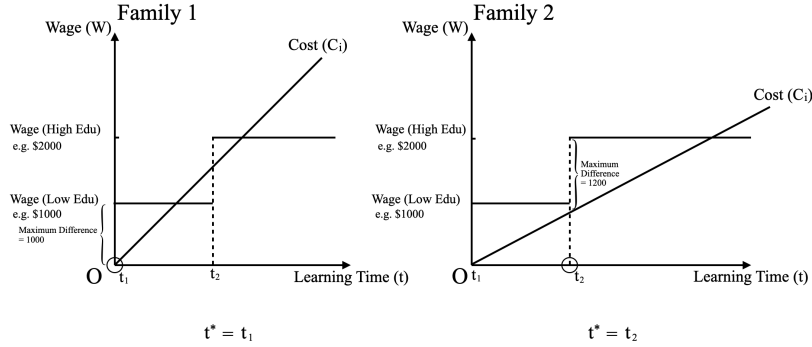 Family 1
Wage (W)
Cost (Ci)
Wage (High Edu)
e.g. $2000
Wage (Low Edu)
e.g. $1000
Maximum Difference
= 1000
O
t1
t2
Learning Time (t)
t* = t1
Family 2
Wage (W)
Cost (Ci)
Wage (High Edu)
e.g. $2000
Maximum
Difference
= 1200
Wage (Low Edu)
e.g. $1000
O
t1
t2
Learning Time (t)
t* = t2